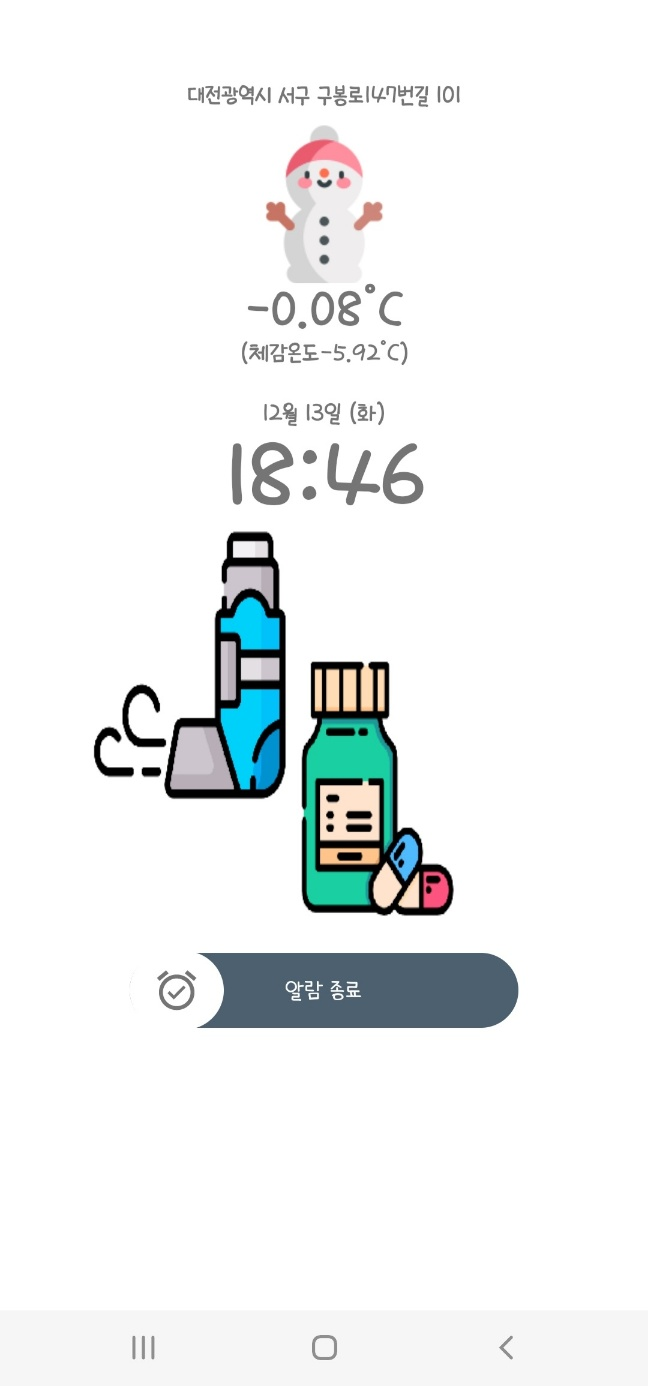 대전광역시 서구 구봉로147번길 101
-0.08°C
(체감온도-5.92°C)
12월 13일 (화)
18:46
알람 종료